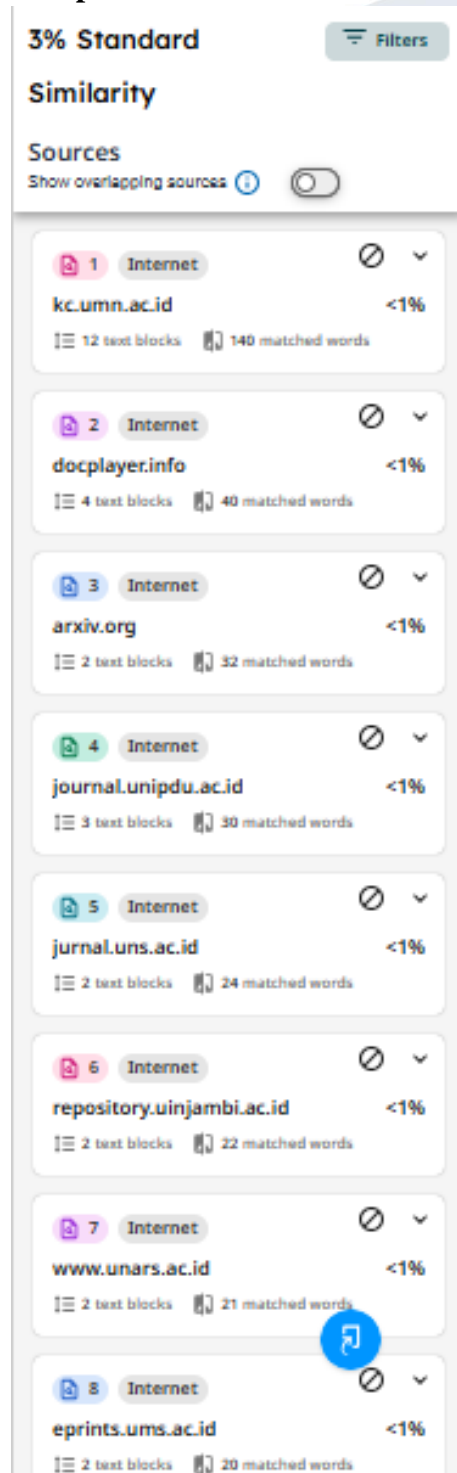 3% Standard
Similarity
Filters
Sources
Show overlapping sources
1 Internet
kc.umn.ac.id <1%
12 text blocks 140 matched words
2 Internet
docplayer.info <1%
4 text blocks 40 matched words
3 Internet
arxiv.org <1%
2 text blocks 32 matched words
4 Internet
journal.unipdu.ac.id <1%
3 text blocks 30 matched words
5 Internet
jurnal.uns.ac.id <1%
2 text blocks 24 matched words
6 Internet
repository.uinjambi.ac.id <1%
2 text blocks 22 matched words
7 Internet
www.unars.ac.id <1%
2 text blocks 21 matched words
8 Internet
eprints.ums.ac.id <1%
2 text blocks 20 matched words